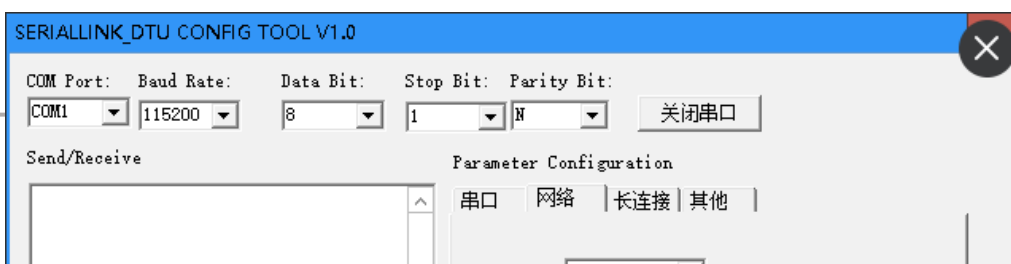 SERIALLINK_DTU CONFIG TOOL V1.0
COM Port: Baud Rate: Data Bit: Stop Bit: Parity Bit:
COM1 115200 8 1 N 关闭串口
Send/Receive Parameter Configuration
串口 网络 长连接 其他